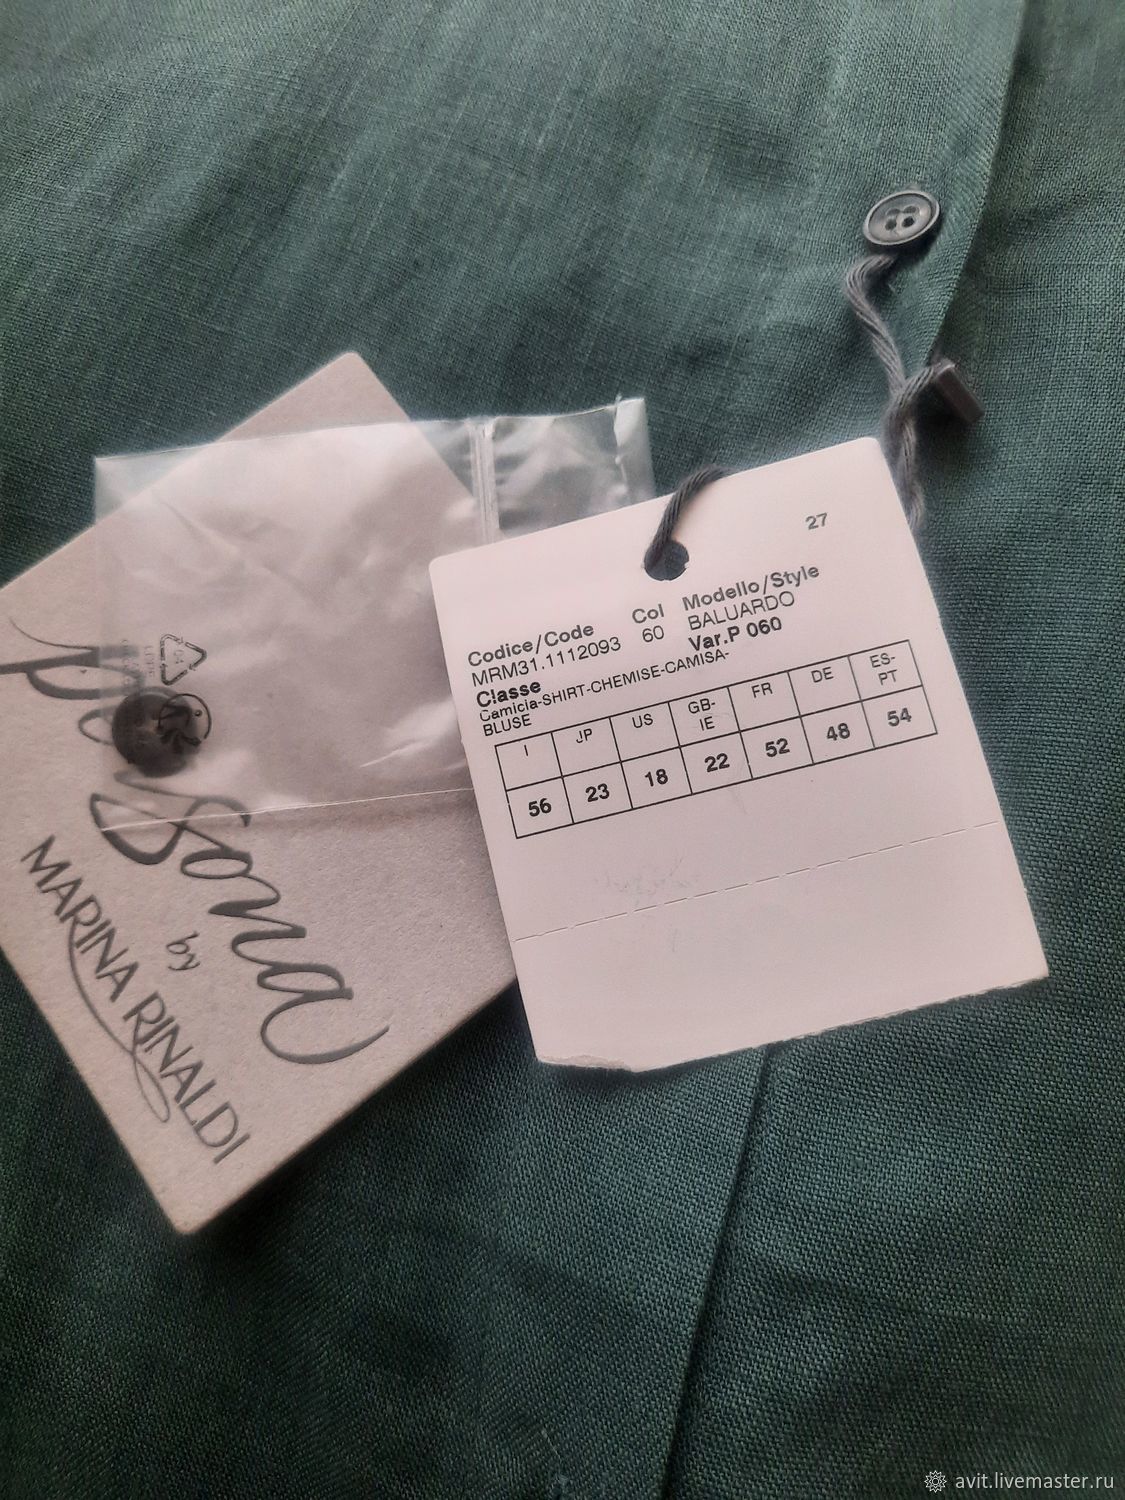 27
Codice/Code Col Modello/Style
MRM31.1112093 60 BALUARDO
Classe Var.P 060
Camicia-SHIRT-CHEMISE-CAMISA-
BLUSE
I JP US GB-IE FR DE ES-PT
56 23 18 22 52 48 54
persona
by
MARINA RINALDI
avit.livemaster.ru